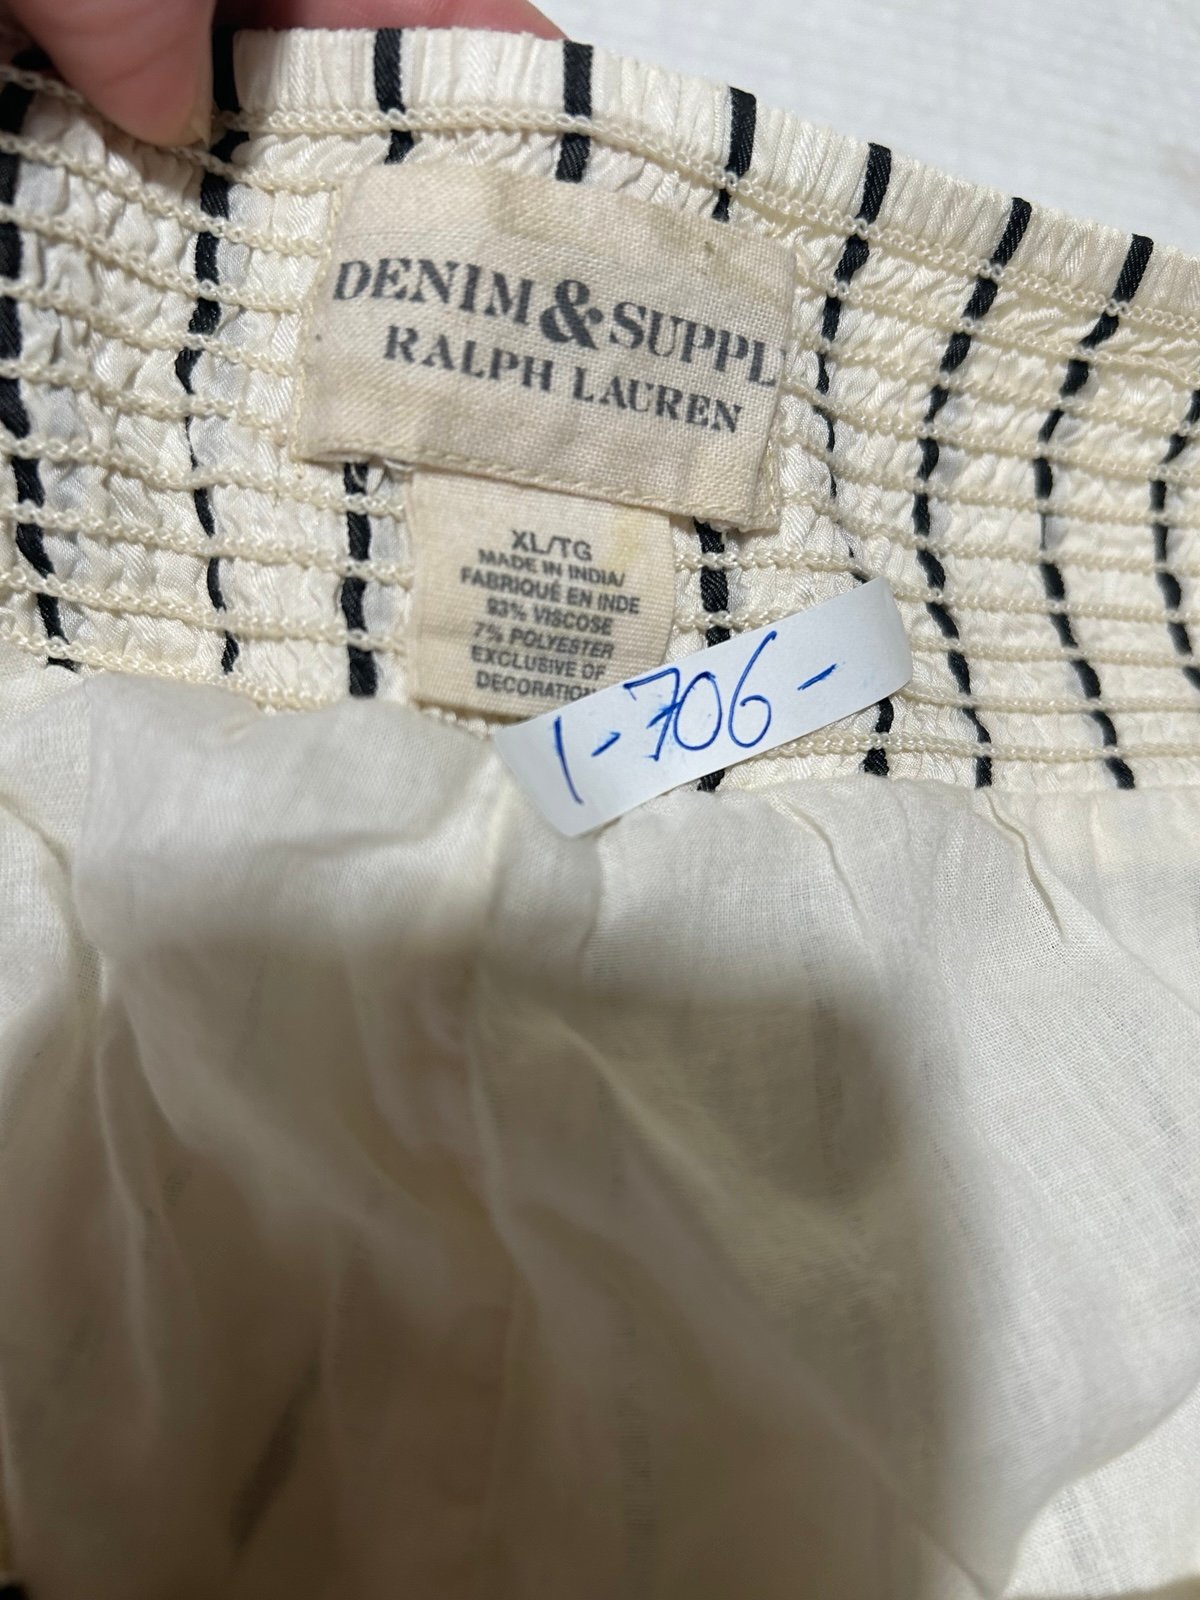 DENIM & SUPPL
RALPH LAUREN
XL/TG
MADE IN INDIA/
FABRIQUÉ EN INDE
93% VISCOSE
7% POLYESTER
EXCLUSIVE OF
DECORATION
1-706-